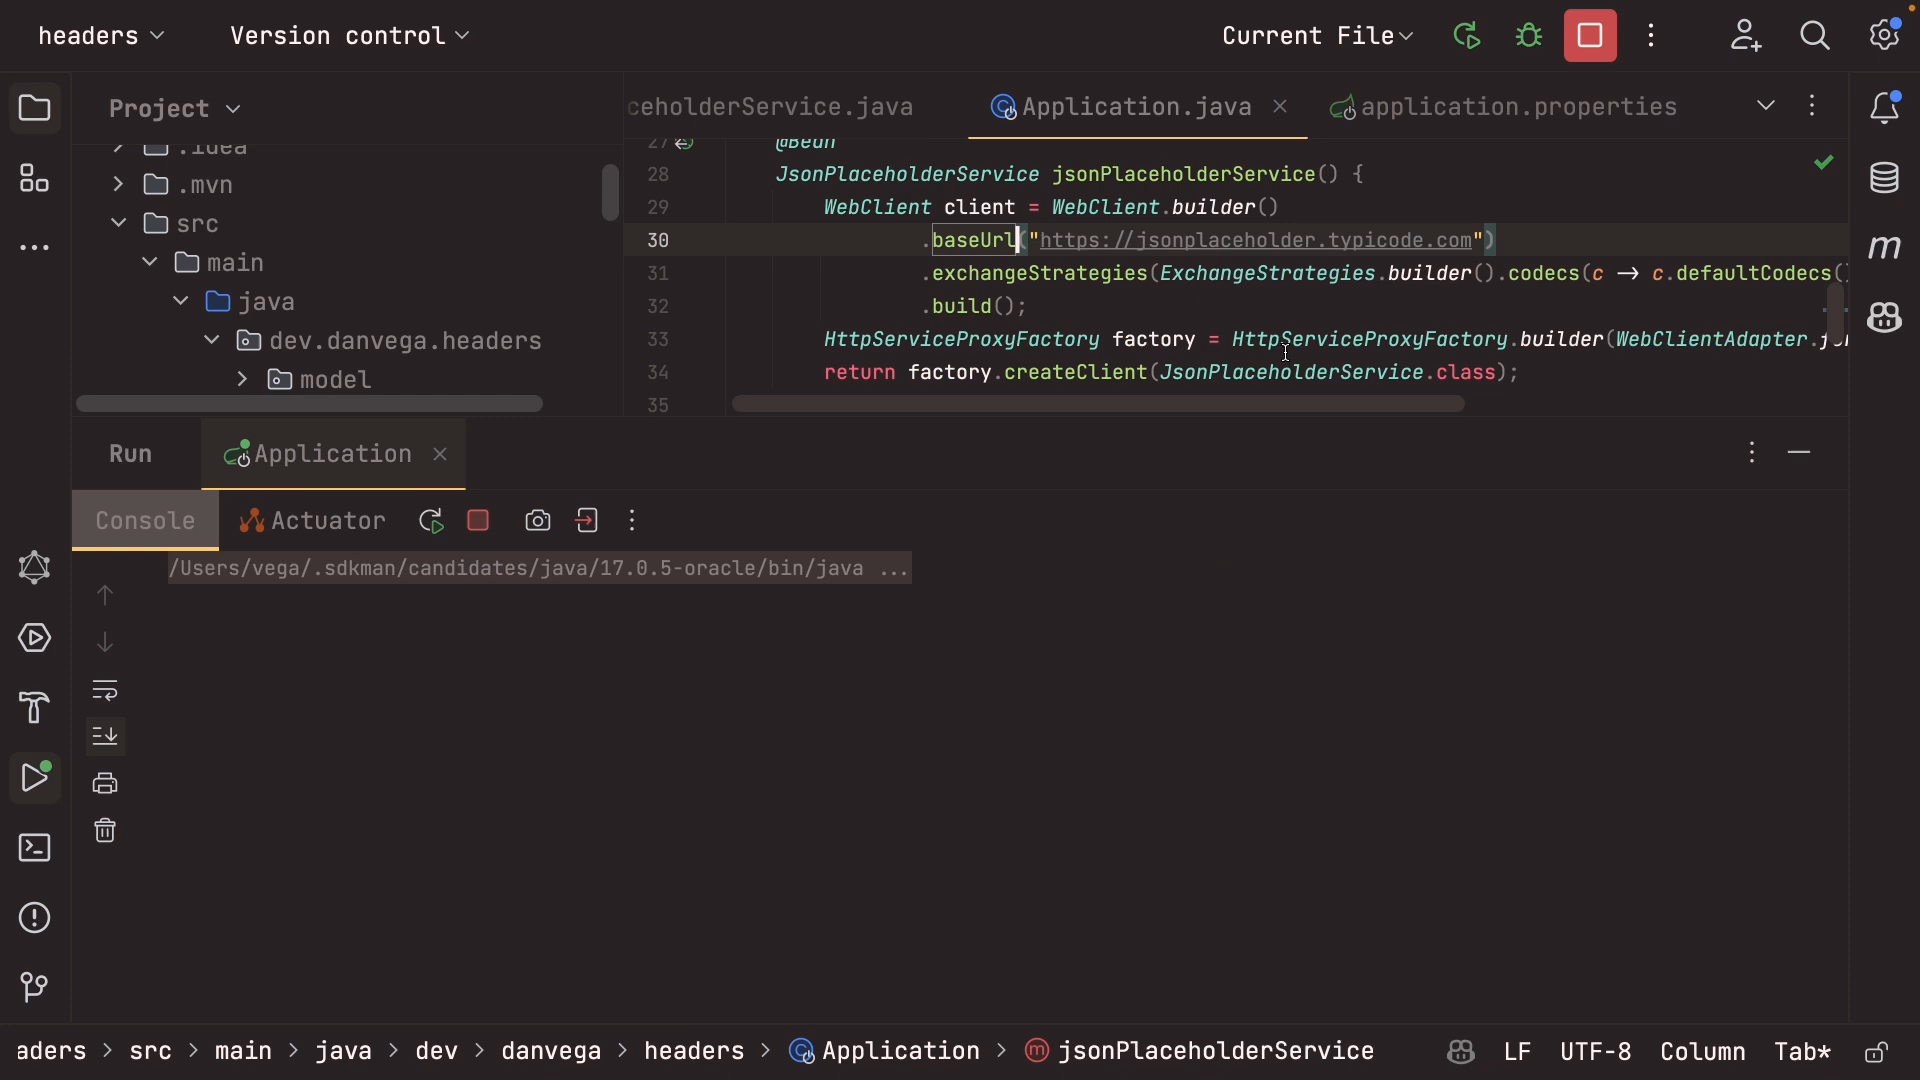 headers
Version control
Current File
Project
ceholderService.java
Application.java
application.properties
.idea
.mvn
src
main
java
dev.danvega.headers
model
27 @Bean
28 JsonPlaceholderService jsonPlaceholderService() {
29 WebClient client = WebClient.builder()
30 .baseUrl("https://jsonplaceholder.typicode.com")
31 .exchangeStrategies(ExchangeStrategies.builder().codecs(c → c.defaultCodecs()
32 .build();
33 HttpServiceProxyFactory factory = HttpServiceProxyFactory.builder(WebClientAdapter.
34 return factory.createClient(JsonPlaceholderService.class);
35
Run
Application
Console
Actuator
/Users/vega/.sdkman/candidates/java/17.0.5-oracle/bin/java ...
aders > src > main > java > dev > danvega > headers > Application > jsonPlaceholderService
LF UTF-8 Column Tab*